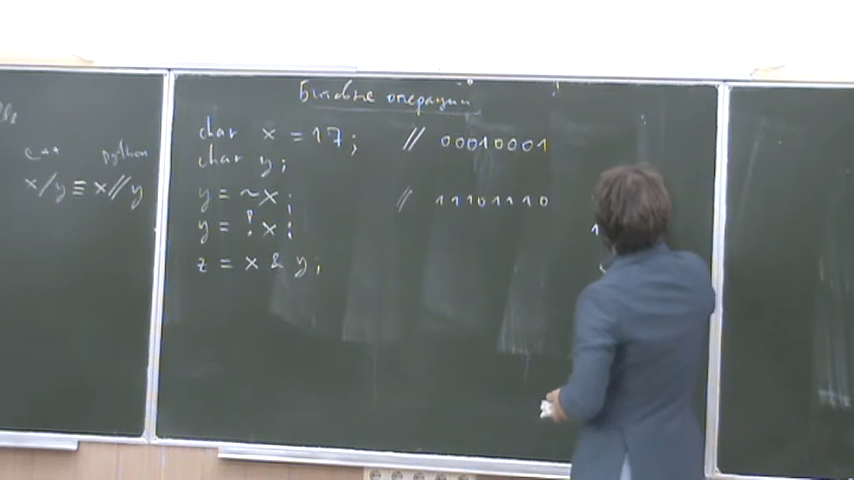 c++ python
x/y ≡ x//y
Битовые операции
char x = 17; // 00010001
char y;
y = ~x; // 11101110
y = !x;
z = x & y;